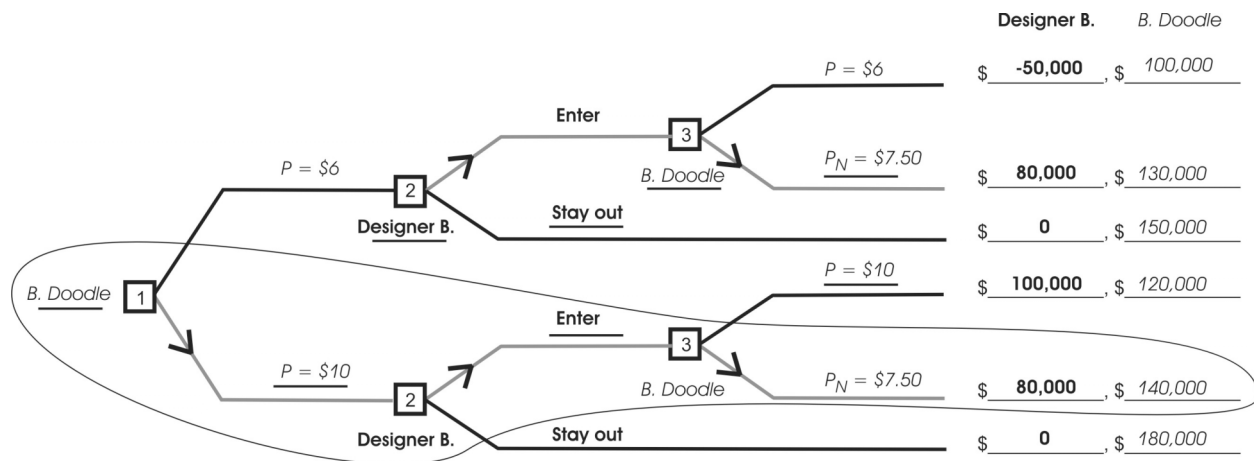 Designer B. B. Doodle
P = $6 $ -50,000 , $ 100,000
Enter
3
P = $6 B. Doodle P_N = $7.50 $ 80,000 , $ 130,000
2
Designer B. Stay out $ 0 , $ 150,000
B. Doodle 1 P = $10 $ 100,000 , $ 120,000
Enter
3
P = $10 B. Doodle P_N = $7.50 $ 80,000 , $ 140,000
2
Designer B. Stay out $ 0 , $ 180,000